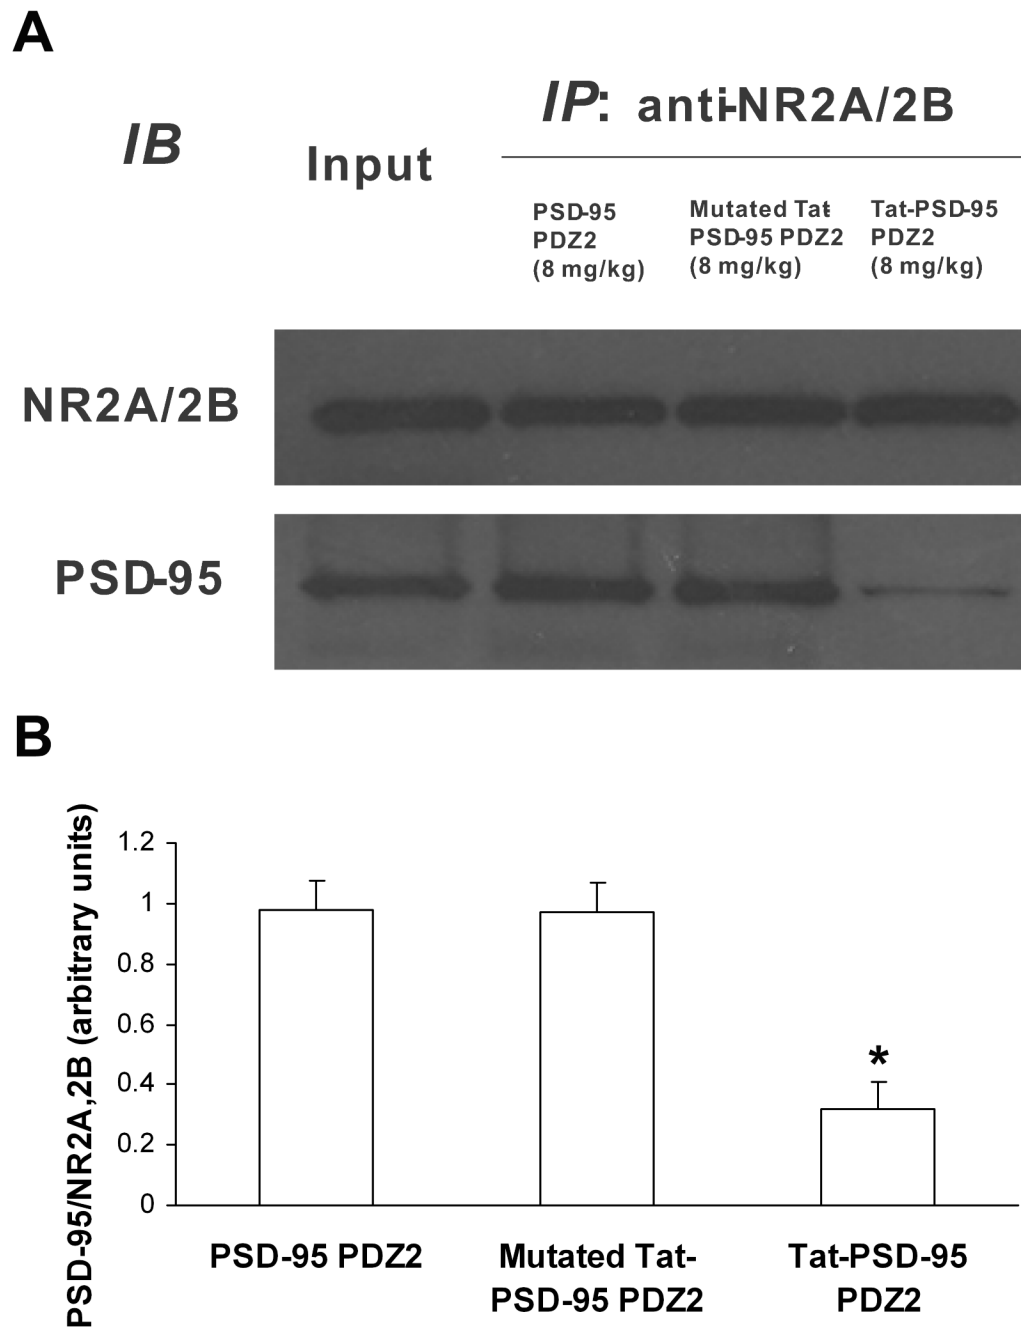 A
IB
Input
IP: anti-NR2A/2B
PSD-95
PDZ2
(8 mg/kg)
Mutated Tat-
PSD-95 PDZ2
(8 mg/kg)
Tat-PSD-95
PDZ2
(8 mg/kg)
NR2A/2B
PSD-95
B
PSD-95/NR2A,2B (arbitrary units)
1.2
1
0.8
0.6
0.4
0.2
0
*
PSD-95 PDZ2
Mutated Tat-
PSD-95 PDZ2
Tat-PSD-95
PDZ2